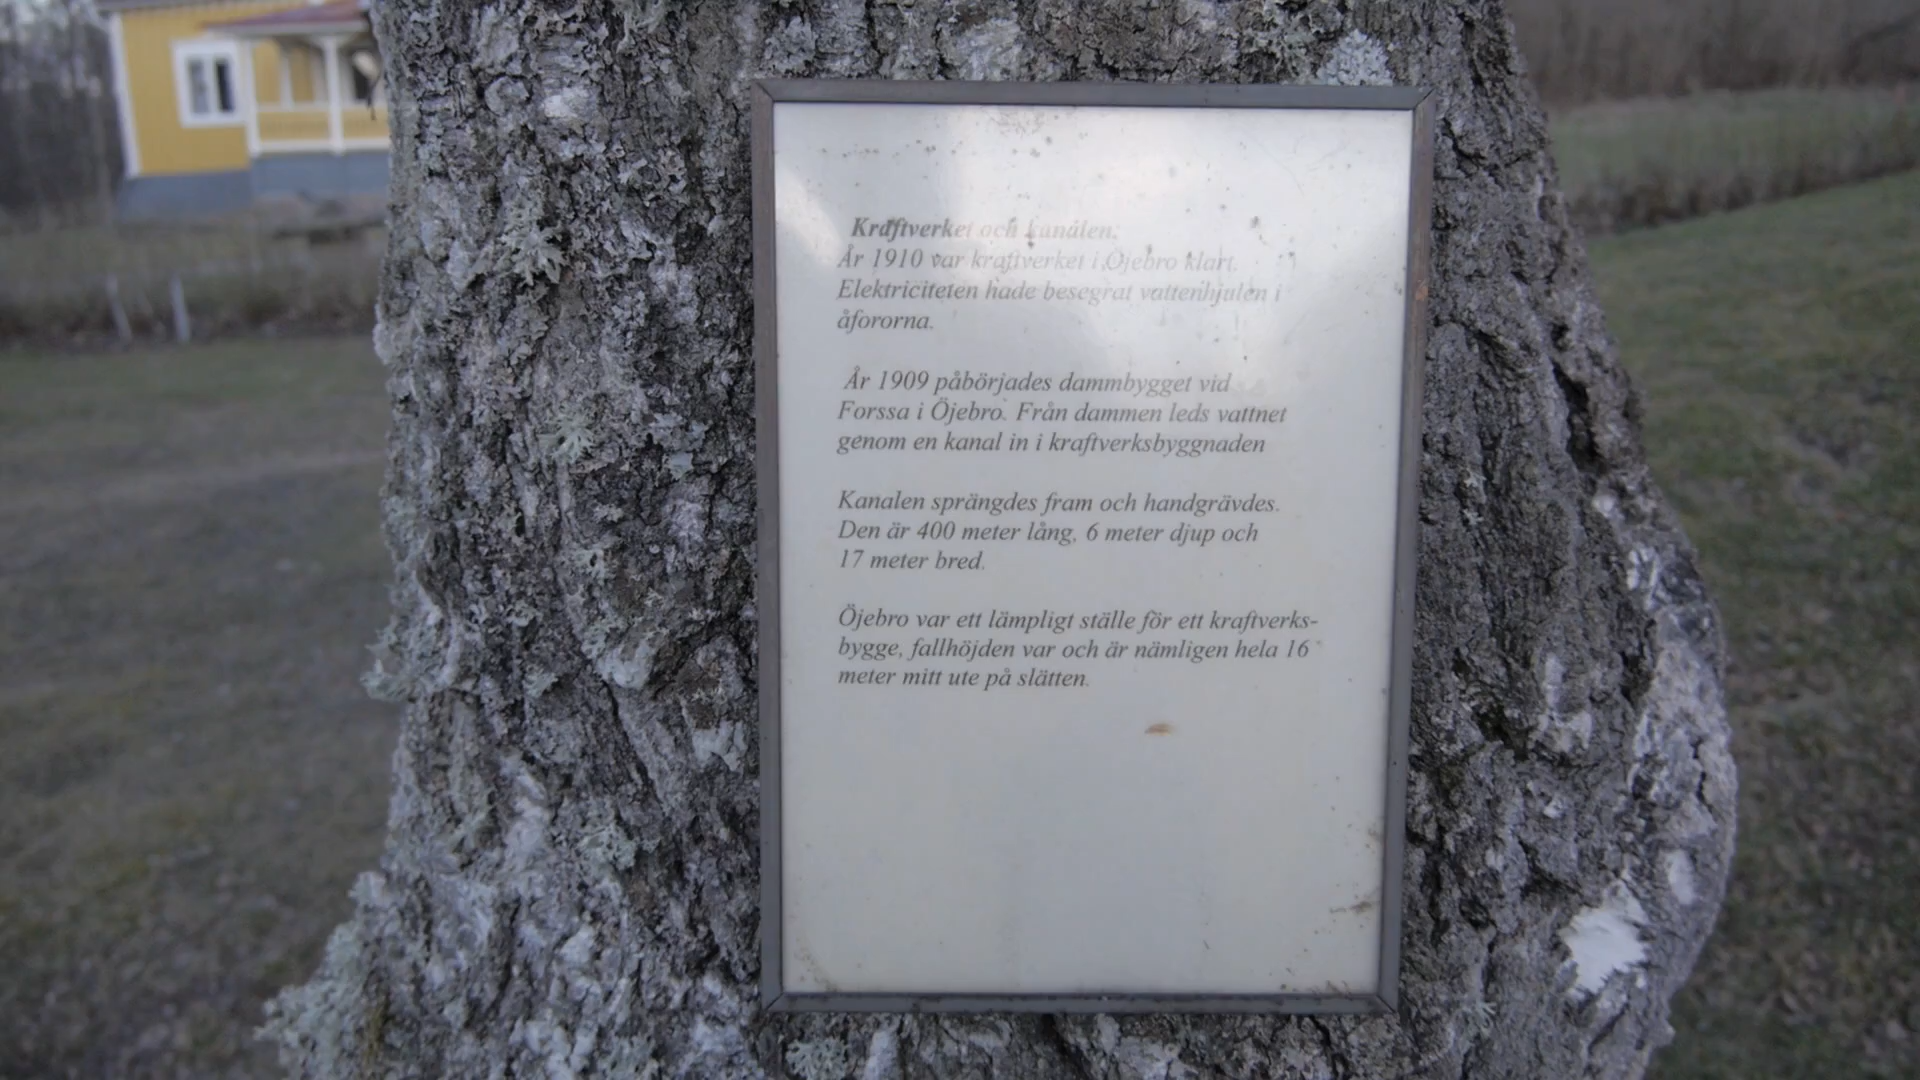 Kraftverket och kanalen.
År 1910 var kraftverket i Öjebro klart.
Elektriciteten hade besegrat vattenhjulen i
åfororna.
År 1909 påbörjades dammbygget vid
Forssa i Öjebro. Från dammen leds vattnet
genom en kanal in i kraftverksbyggnaden
Kanalen sprängdes fram och handgrävdes.
Den är 400 meter lång, 6 meter djup och
17 meter bred.
Öjebro var ett lämpligt ställe för ett kraftverks-
bygge, fallhöjden var och är nämligen hela 16
meter mitt ute på slätten.